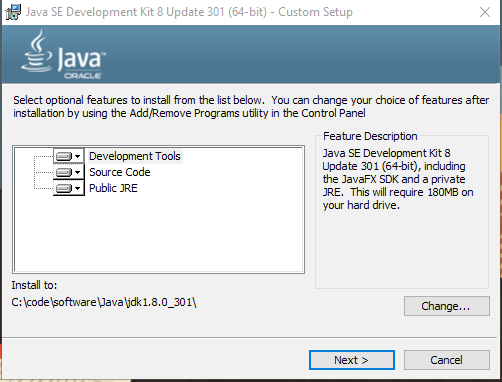 Java SE Development Kit 8 Update 301 (64-bit) - Custom Setup
Java™
ORACLE
Select optional features to install from the list below. You can change your choice of features after
installation by using the Add/Remove Programs utility in the Control Panel
Development Tools
Source Code
Public JRE
Feature Description
Java SE Development Kit 8
Update 301 (64-bit), including
the JavaFX SDK and a private
JRE. This will require 180MB on
your hard drive.
Install to:
C:\code\software\Java\jdk1.8.0_301\
Change...
Next >
Cancel